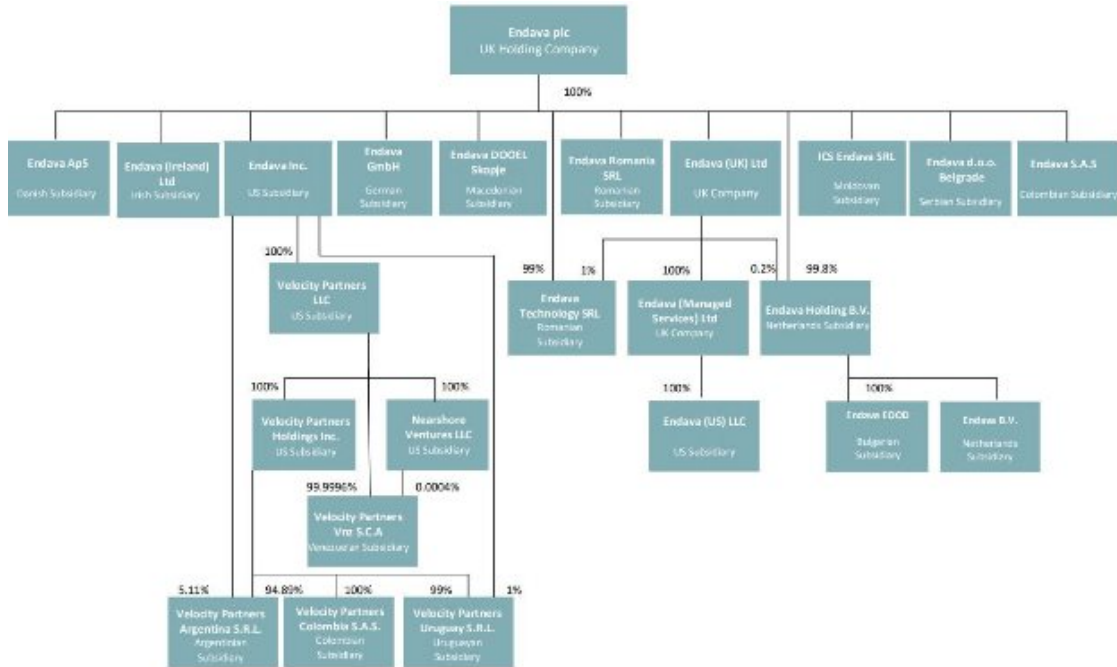 Endava plc
UK Holding Company
100%
Endava ApS
Danish Subsidiary
Endava (Ireland)
Ltd
Irish Subsidiary
Endava Inc.
US Subsidiary
Endava
GmbH
German
Subsidiary
Endava DOOEL
Skopje
Macedonian
Subsidiary
Endava Romania
SRL
Romanian
Subsidiary
Endava (UK) Ltd
UK Company
ICS Endava SRL
Moldovan
Subsidiary
Endava d.o.o.
Belgrade
Serbian Subsidiary
Endava S.A.S
Colombian Subsidiary
100%
99%
1%
100%
0.2%
99.8%
Velocity Partners
LLC
US Subsidiary
Endava
Technology SRL
Romanian
Subsidiary
Endava (Managed
Services) Ltd
UK Company
Endava Holding B.V.
Netherlands Subsidiary
100%
100%
100%
100%
Velocity Partners
Holdings Inc.
US Subsidiary
Nearshore
Ventures LLC
US Subsidiary
Endava (US) LLC
US Subsidiary
Endava EOOD
Bulgarian
Subsidiary
Endava B.V.
Netherlands
Subsidiary
99.9996%
0.0004%
Velocity Partners
Vnz S.C.A
Venezuelan Subsidiary
5.11%
94.89%
100%
99%
1%
Velocity Partners
Argentina S.R.L.
Argentinian
Subsidiary
Velocity Partners
Colombia S.A.S.
Colombian
Subsidiary
Velocity Partners
Uruguay S.R.L.
Uruguayan
Subsidiary